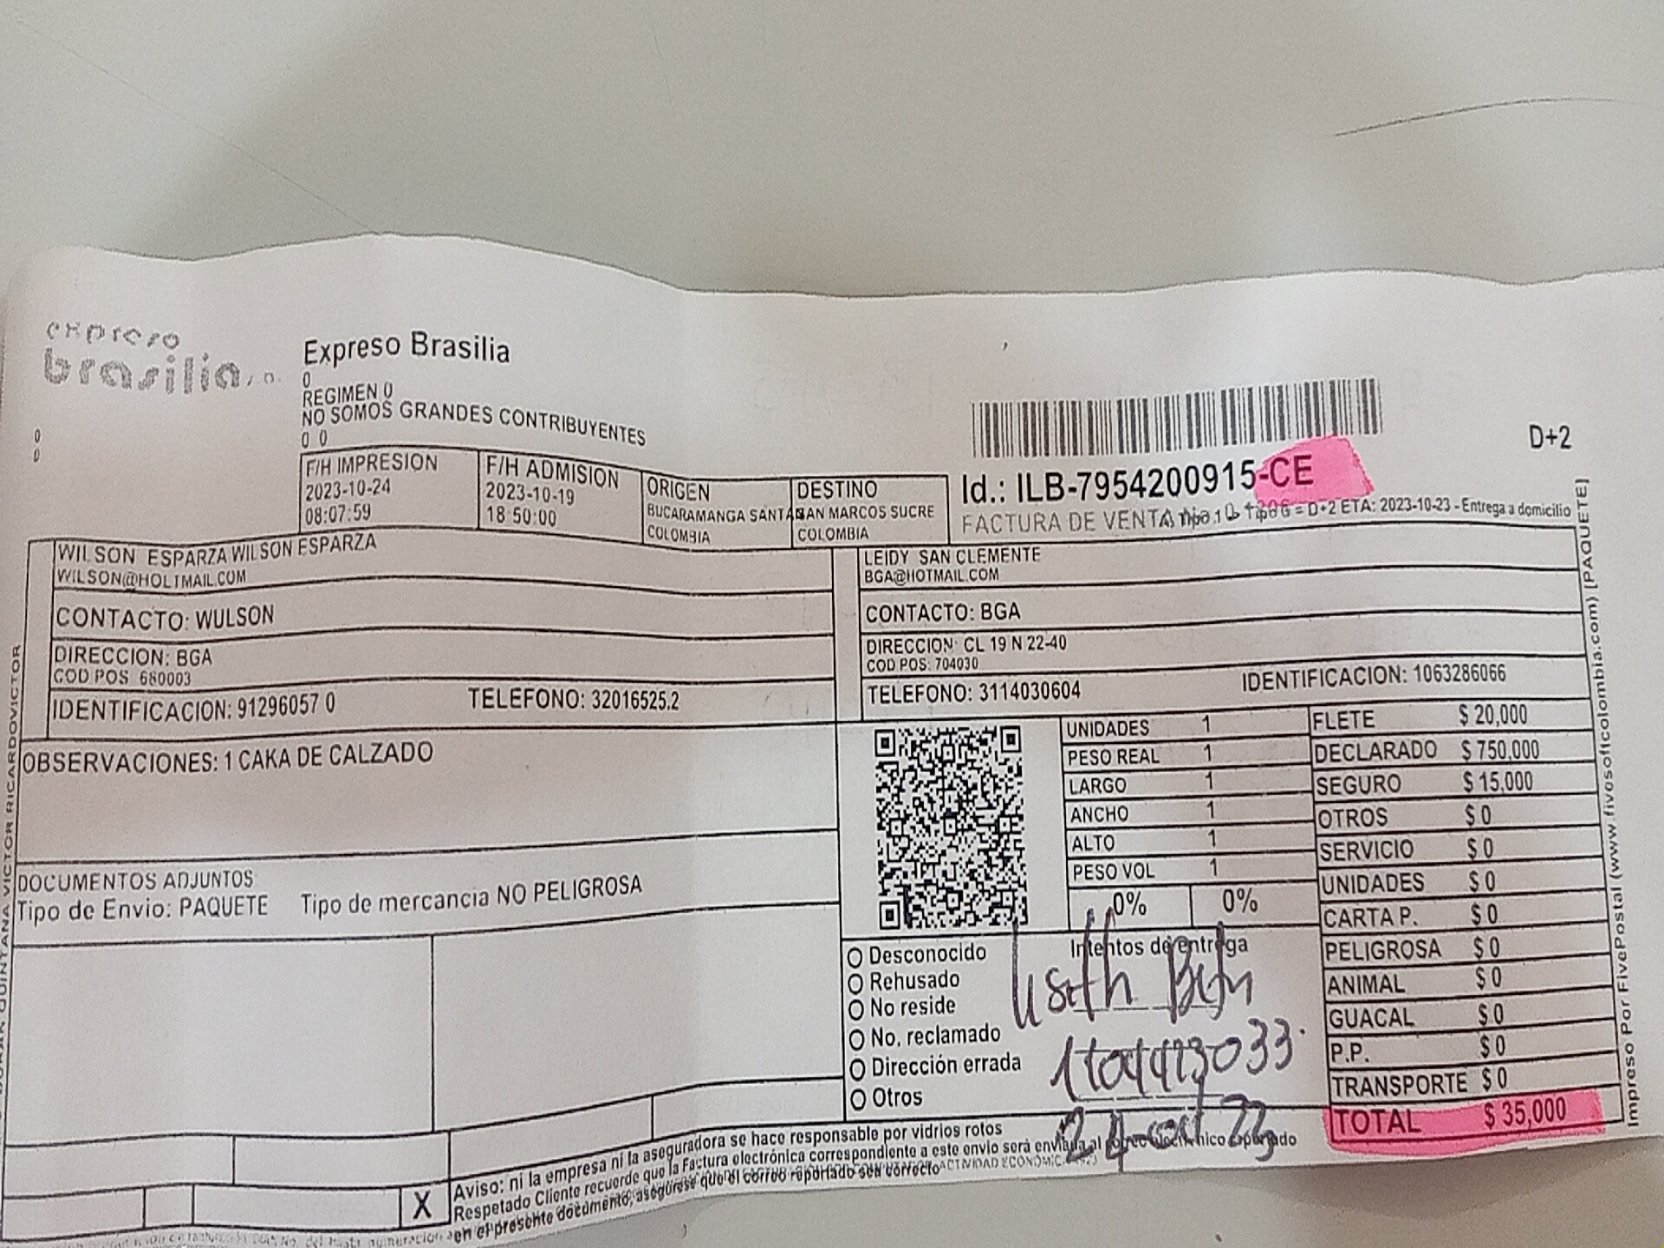 expreso
brasilia s.a.
Expreso Brasilia
0
REGIMEN 0
NO SOMOS GRANDES CONTRIBUYENTES
0 0
0
0
D+2
Id.: ILB-7954200915-CE
FACTURA DE VENTA
= D+2 ETA: 2023-10-23 - Entrega a domicilio
F/H IMPRESION
2023-10-24
08:07:59
F/H ADMISION
2023-10-19
18:50:00
ORIGEN
BUCARAMANGA
COLOMBIA
DESTINO
SAN MARCOS SUCRE
COLOMBIA
WILSON ESPARZA WILSON ESPARZA
WILSON@HOLTMAIL.COM
CONTACTO: WULSON
DIRECCION: BGA
COD POS 680003
IDENTIFICACION: 91296057 0 TELEFONO: 32016525.2
LEIDY SAN CLEMENTE
BGA@HOTMAIL.COM
CONTACTO: BGA
DIRECCION: CL 19 N 22-40
COD POS: 704030
TELEFONO: 3114030604 IDENTIFICACION: 1063286066
OBSERVACIONES: 1 CAKA DE CALZADO
DOCUMENTOS ADJUNTOS
Tipo de Envio: PAQUETE Tipo de mercancia NO PELIGROSA
UNIDADES 1
PESO REAL 1
LARGO 1
ANCHO 1
ALTO 1
PESO VOL 1
0% 0%
FLETE $ 20,000
DECLARADO $ 750,000
SEGURO $ 15,000
OTROS $ 0
SERVICIO $ 0
UNIDADES $ 0
CARTA P. $ 0
PELIGROSA $ 0
ANIMAL $ 0
GUACAL $ 0
P.P. $ 0
TRANSPORTE $ 0
TOTAL $ 35,000
Intentos de entrega
Desconocido
Rehusado
No reside
No. reclamado
Dirección errada
Otros
X
Aviso: ni la empresa ni la aseguradora se hace responsable por vidrios rotos
Respetado Cliente recuerde que la Factura electrónica correspondiente a este envio será enviada al correo electrónico reportado
en el presente documento, asegúrese que el correo reportado sea correcto
Impreso Por FivePostal (www.fivesoftcolombia.com) [PAQUETE]
QUINTANA VICTOR RICARDOVICTOR